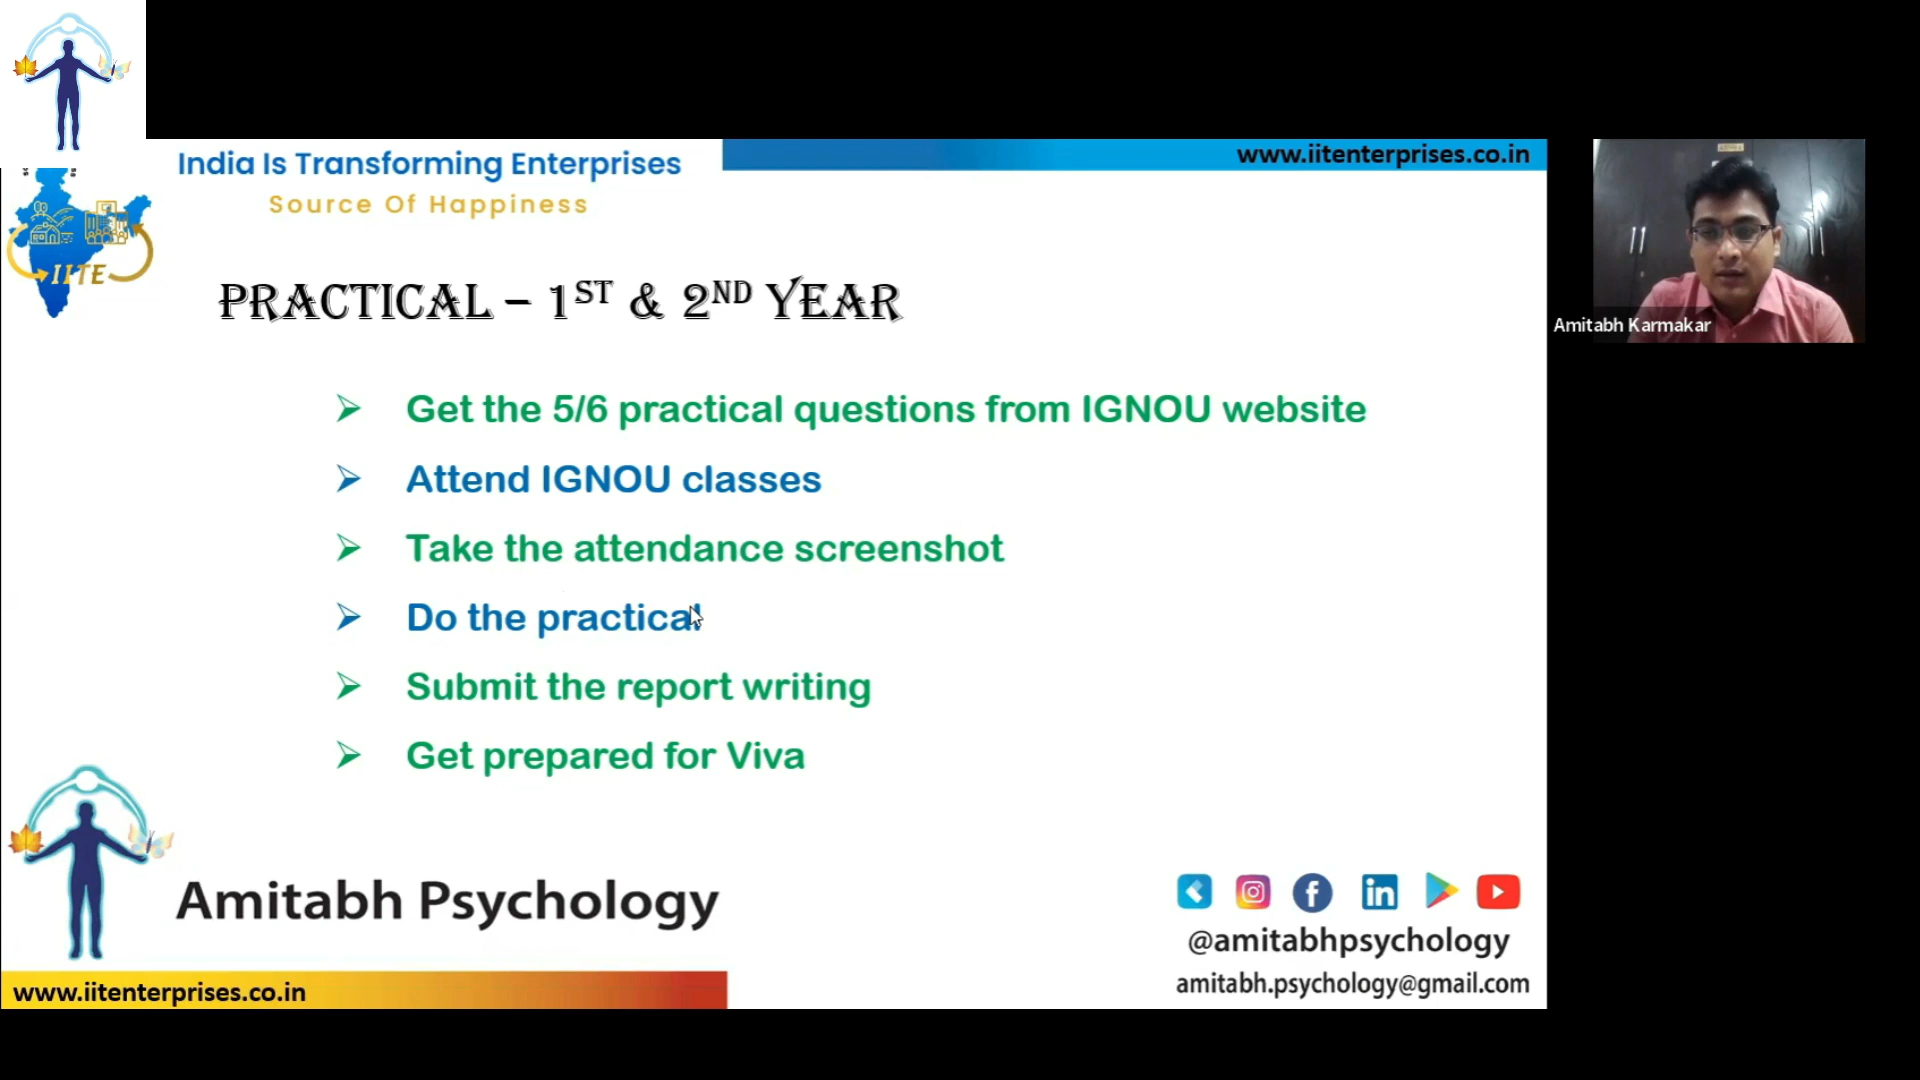 India Is Transforming Enterprises
www.iitenterprises.co.in
Source Of Happiness
IITE
PRACTICAL – 1ST & 2ND YEAR
Amitabh Karmakar
Get the 5/6 practical questions from IGNOU website
Attend IGNOU classes
Take the attendance screenshot
Do the practical
Submit the report writing
Get prepared for Viva
Amitabh Psychology
@amitabhpsychology
amitabh.psychology@gmail.com
www.iitenterprises.co.in